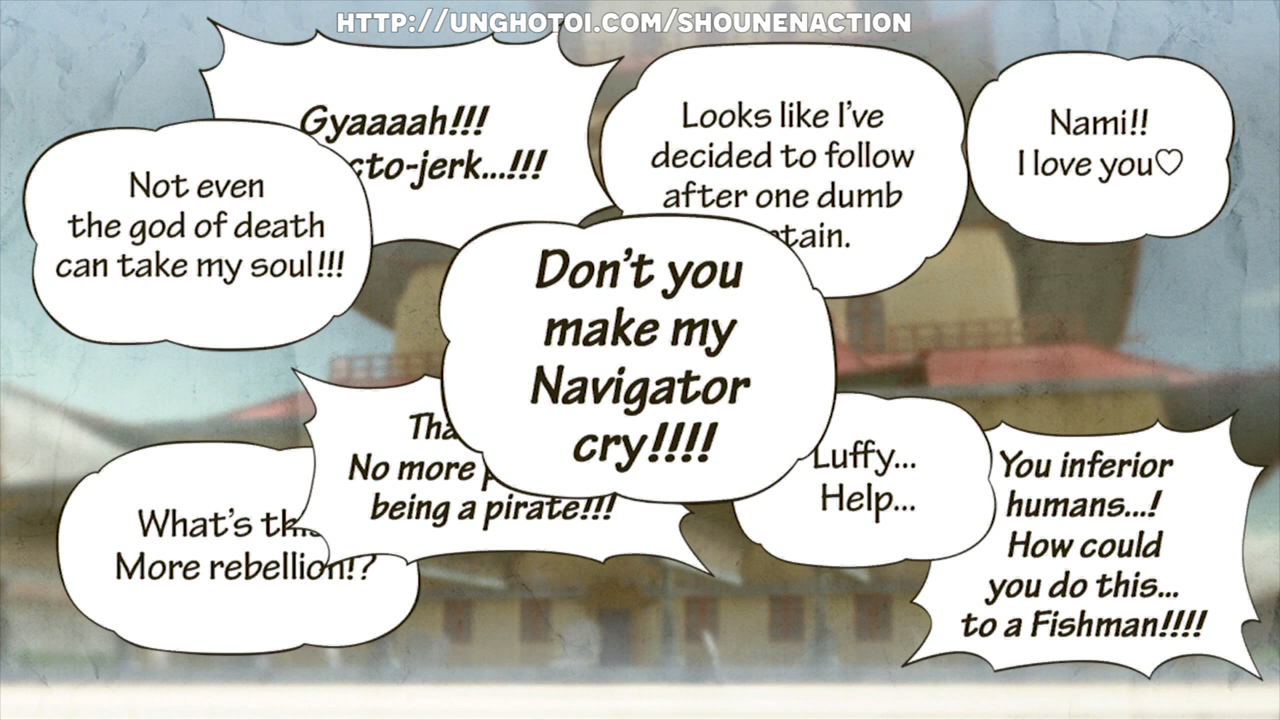 HTTP://UNGHOTOI.COM/SHOUNENACTION
Gyaaaah!!!
cto-jerk...!!!
Not even
the god of death
can take my soul!!!
Looks like I've
decided to follow
after one dumb
tain.
Nami!!
I love you♡
Don't you
make my
Navigator
cry!!!!
Tha
No more p
being a pirate!!!
What's th
More rebellion!?
Luffy...
Help...
You inferior
humans...!
How could
you do this...
to a Fishman!!!!